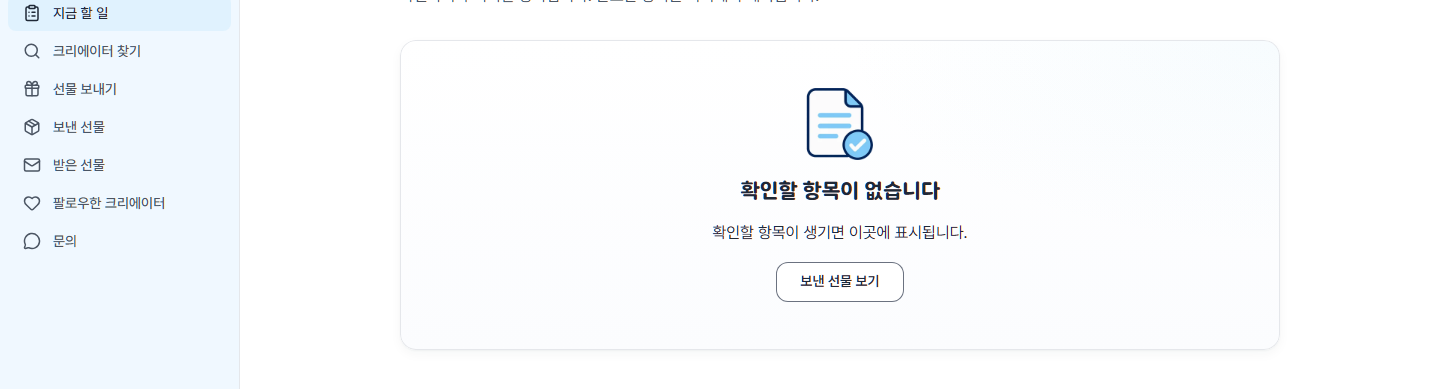 지금 할 일
크리에이터 찾기
선물 보내기
보낸 선물
받은 선물
팔로우한 크리에이터
문의
확인할 항목이 없습니다
확인할 항목이 생기면 이곳에 표시됩니다.
보낸 선물 보기